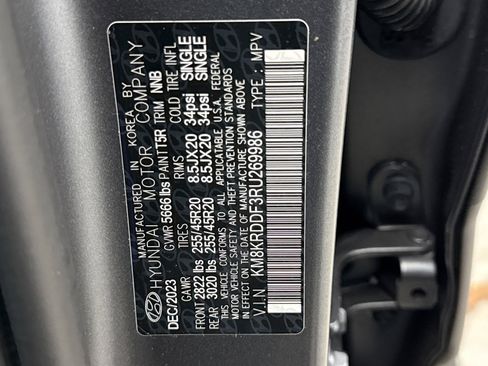 MANUFACTURED IN KOREA BY
HYUNDAI MOTOR COMPANY
DEC/2023 GVWR 5666 lbs PAINT T5R TRIM NNB
GAWR TIRES RIMS COLD TIRE INFL
FRONT 2822 lbs 255/45R20 8.5JX20 34psi SINGLE
REAR 3020 lbs 255/45R20 8.5JX20 34psi SINGLE
THIS VEHICLE CONFORMS TO ALL APPLICABLE U.S.A. FEDERAL
MOTOR VEHICLE SAFETY AND THEFT PREVENTION STANDARDS
IN EFFECT ON THE DATE OF MANUFACTURE SHOWN ABOVE
V.I.N KM8KRDDF3RU269986 TYPE : MPV